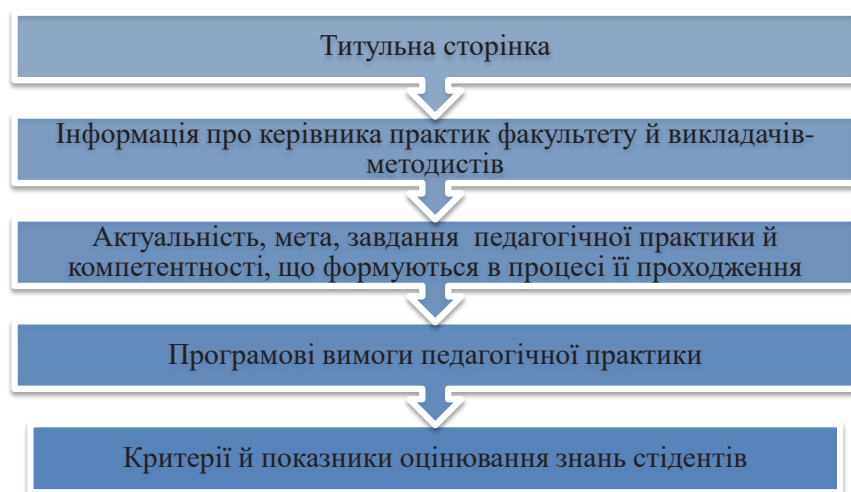 Титульна сторінка
Інформація про керівника практик факультету й викладачів-
методистів
Актуальність, мета, завдання педагогічної практики й
компетентності, що формуються в процесі її проходження
Програмові вимоги педагогічної практики
Критерії й показники оцінювання знань стідентів